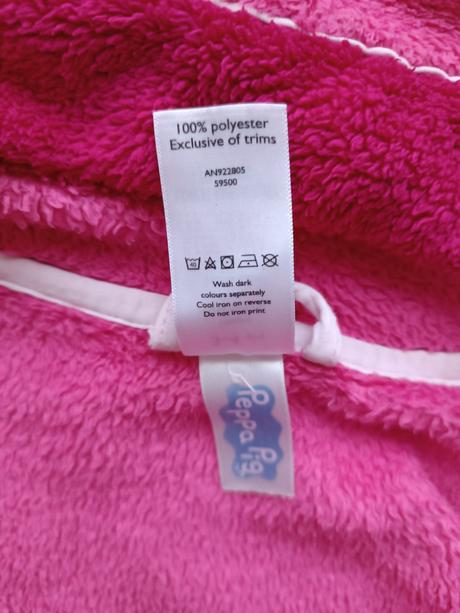 100% polyester
Exclusive of trims
AN922805
59500
40
Wash dark
colours separately
Cool iron on reverse
Do not iron print
Peppa Pig